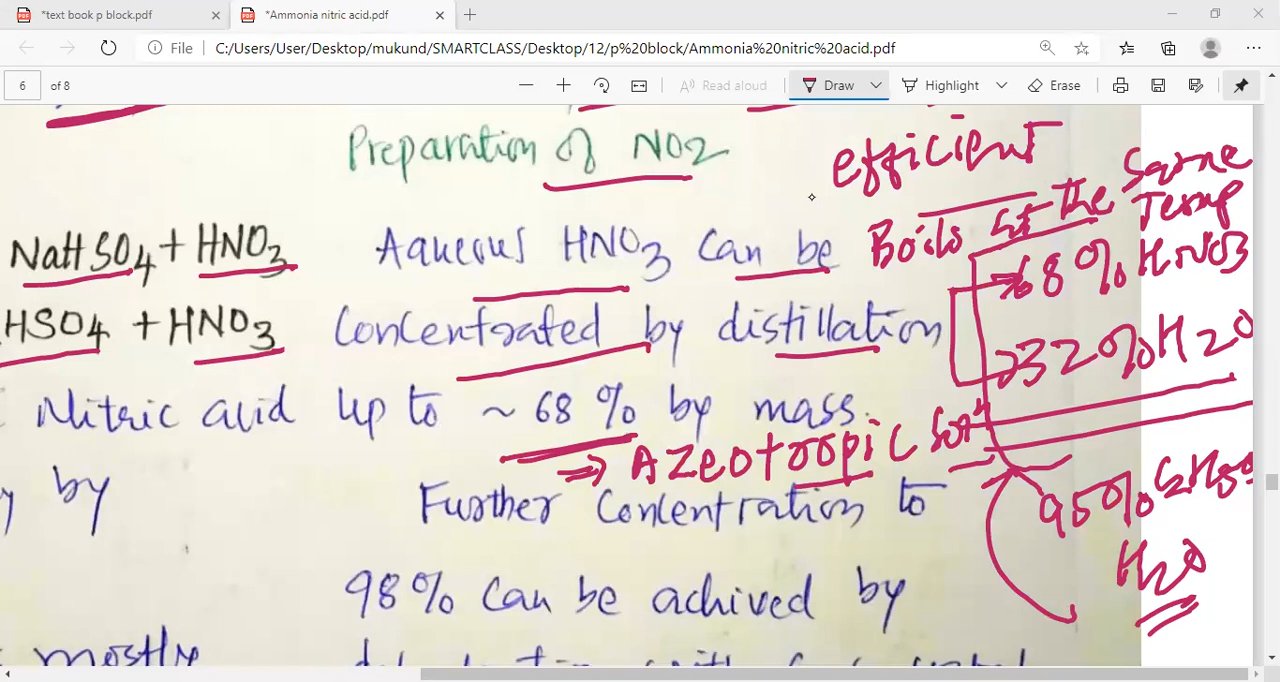 *text book p block.pdf
*Ammonia nitric acid.pdf
File
C:/Users/User/Desktop/mukund/SMARTCLASS/Desktop/12/p%20block/Ammonia%20nitric%20acid.pdf
6 of 8
Read aloud
Draw
Highlight
Erase
Preparation of NO2
efficient
Boils at the Same
Temp
NaHSO4 + HNO3
Aaueous HNO3 can be
68% HNO3
HSO4 + HNO3
Concentrated by distillation
32% H2O
Nitric acid
up to ~ 68% by mass.
⇒ Azeotropic Soln
by
Further Concentration to
95%
H2O
98% can be achived by
mostly